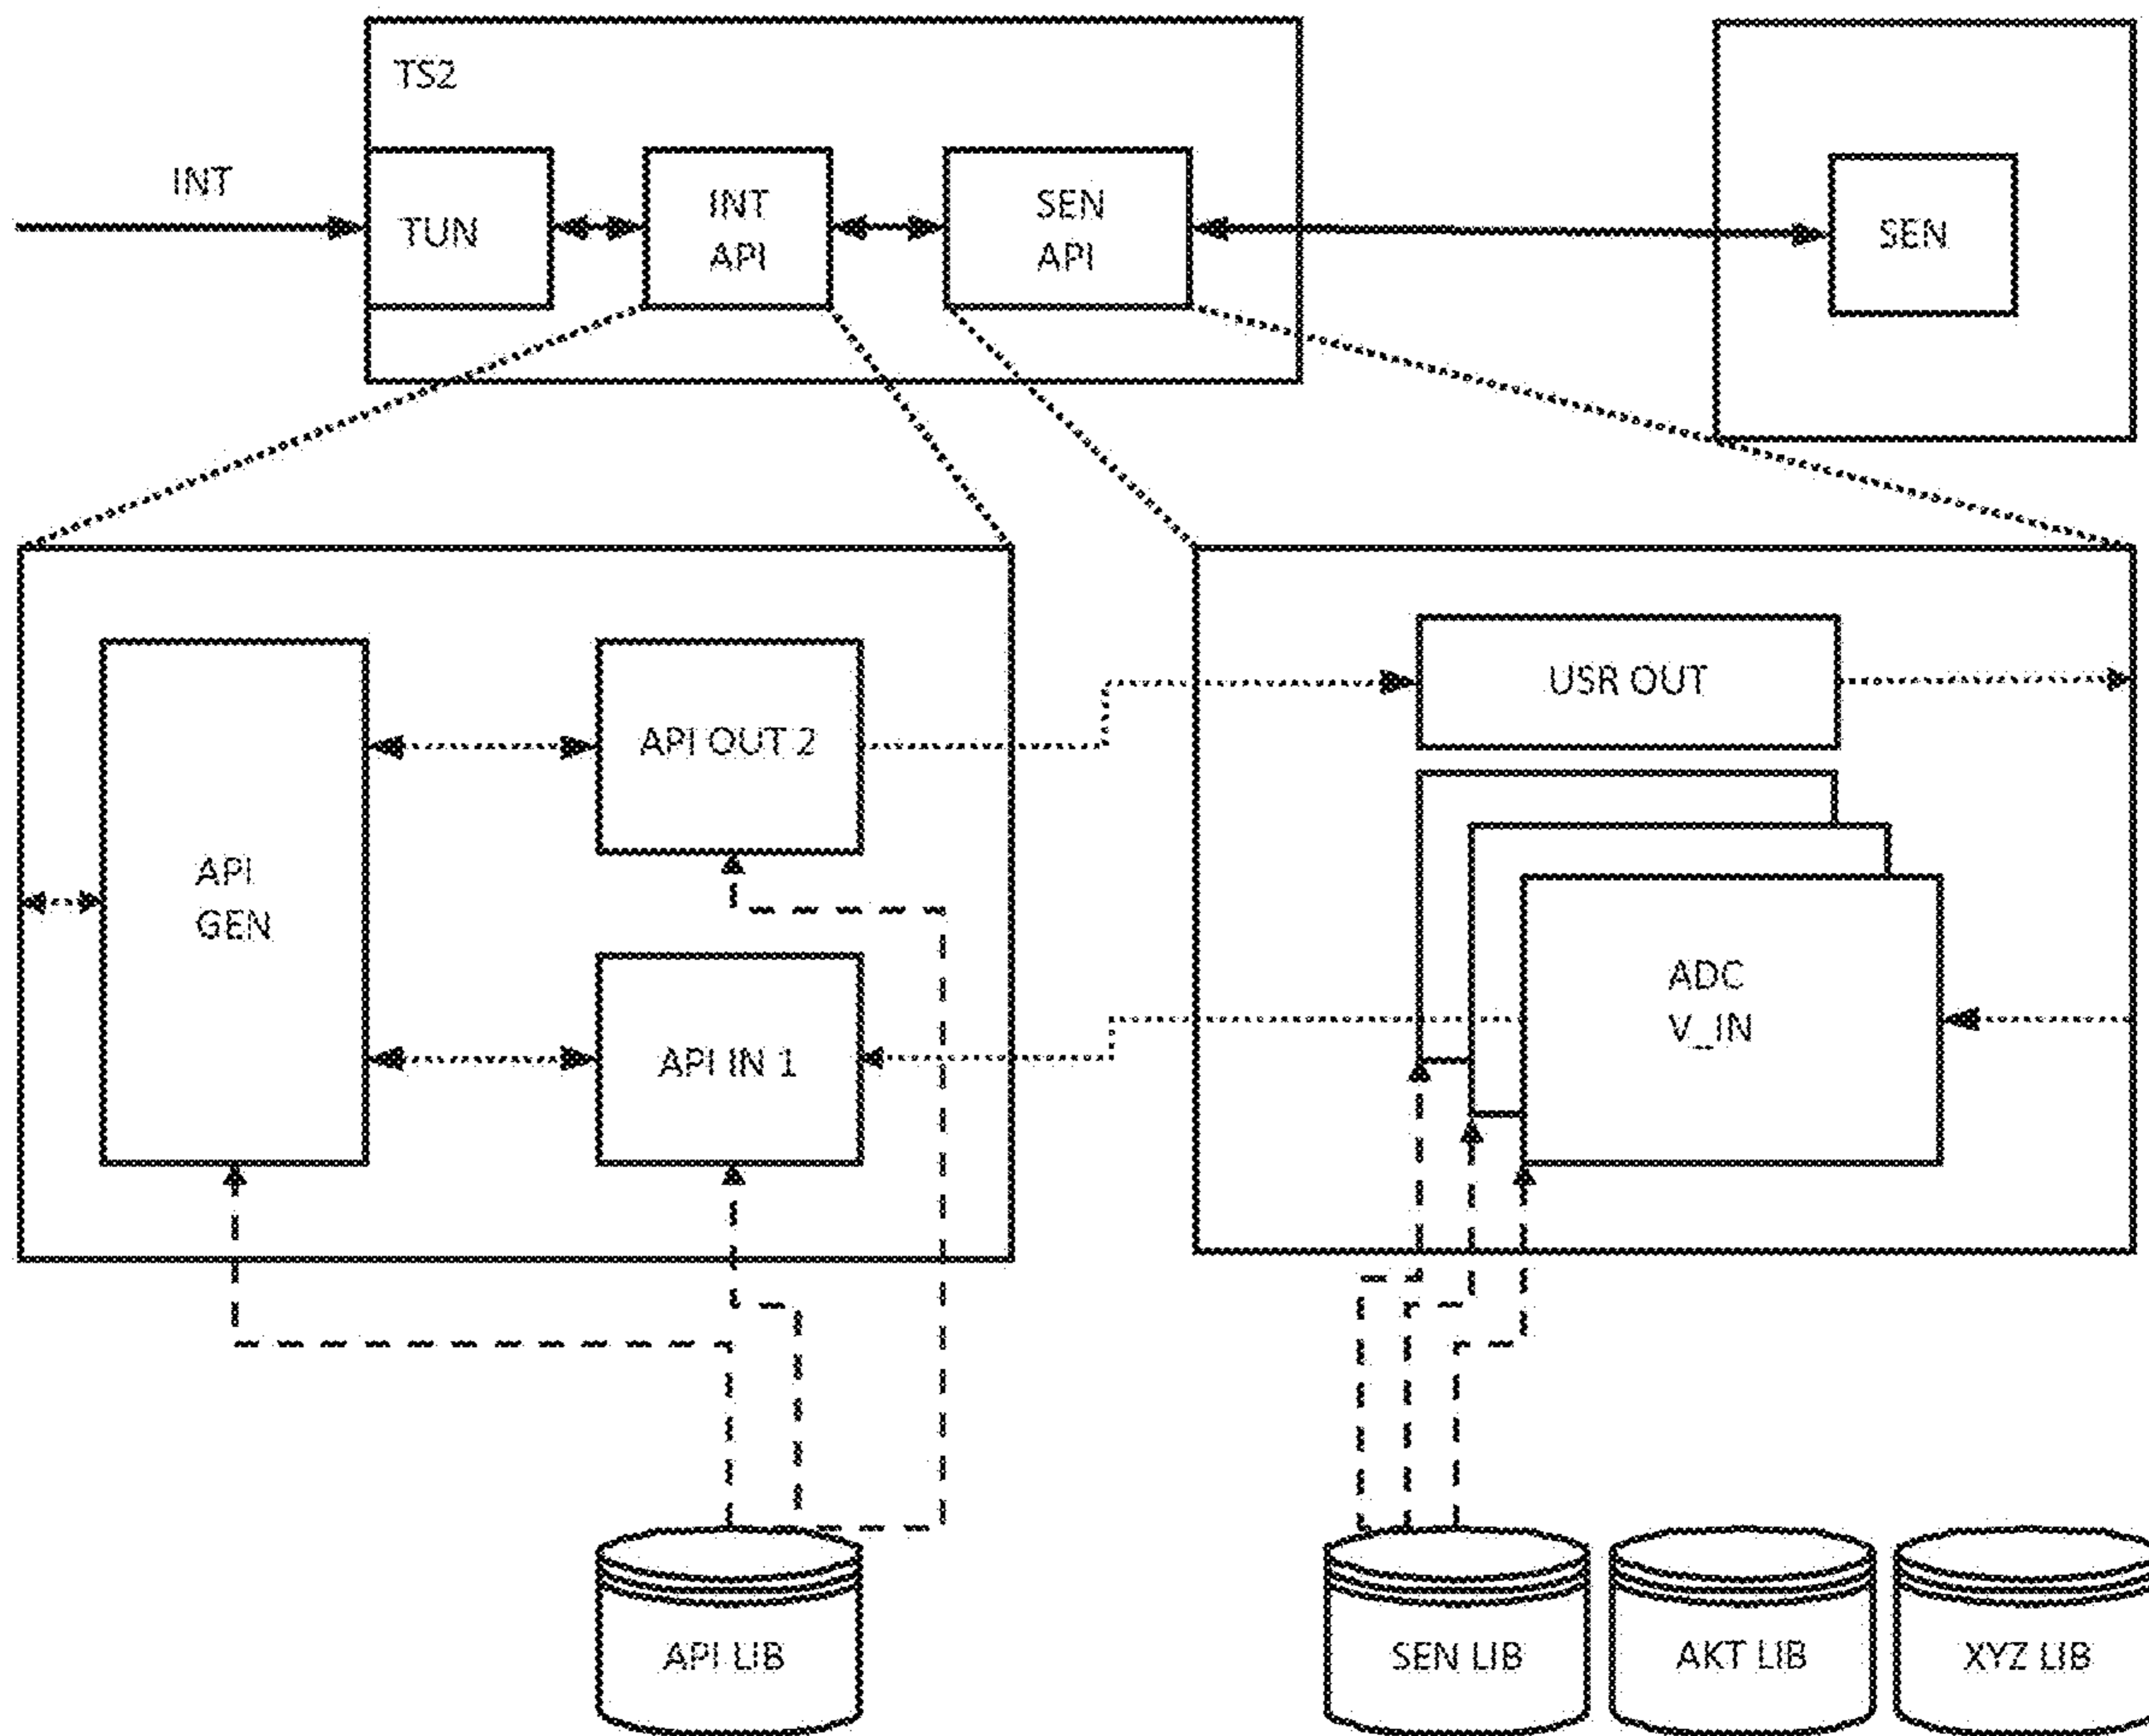 TS2
INT
TUN
INT
API
SEN
API
SEN
API OUT 2
USR OUT
API
GEN
API IN 1
ADC
V_IN
API LIB
SEN LIB
AKT LIB
XYZ LIB